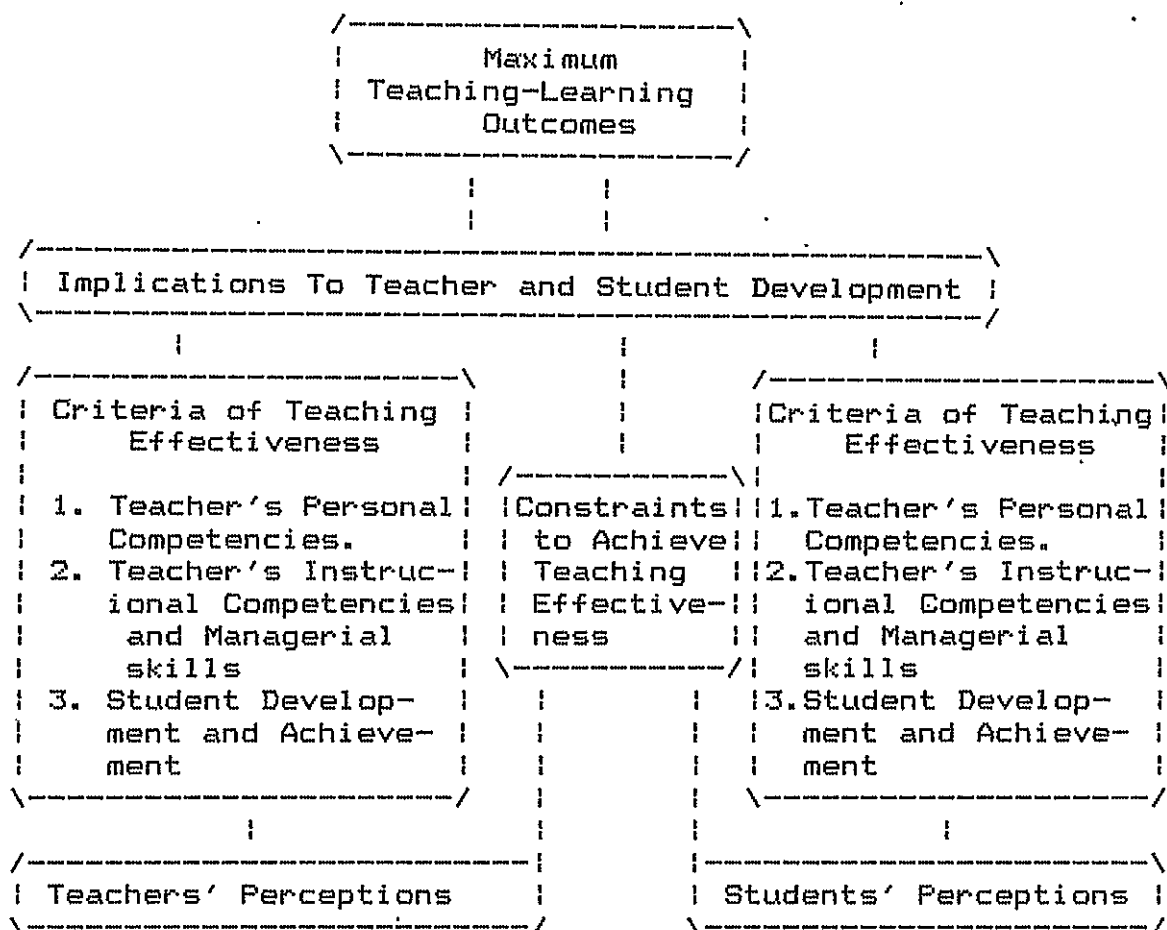 Maximum
Teaching-Learning
Outcomes
Implications To Teacher and Student Development
Criteria of Teaching
Effectiveness
1. Teacher's Personal
Competencies.
2. Teacher's Instruc-
ional Competencies
and Managerial
skills
3. Student Develop-
ment and Achieve-
ment
Constraints
to Achieve
Teaching
Effective-
ness
Criteria of Teaching
Effectiveness
1.Teacher's Personal
Competencies.
2.Teacher's Instruc-
ional Competencies
and Managerial
skills
3.Student Develop-
ment and Achieve-
ment
Teachers' Perceptions
Students' Perceptions